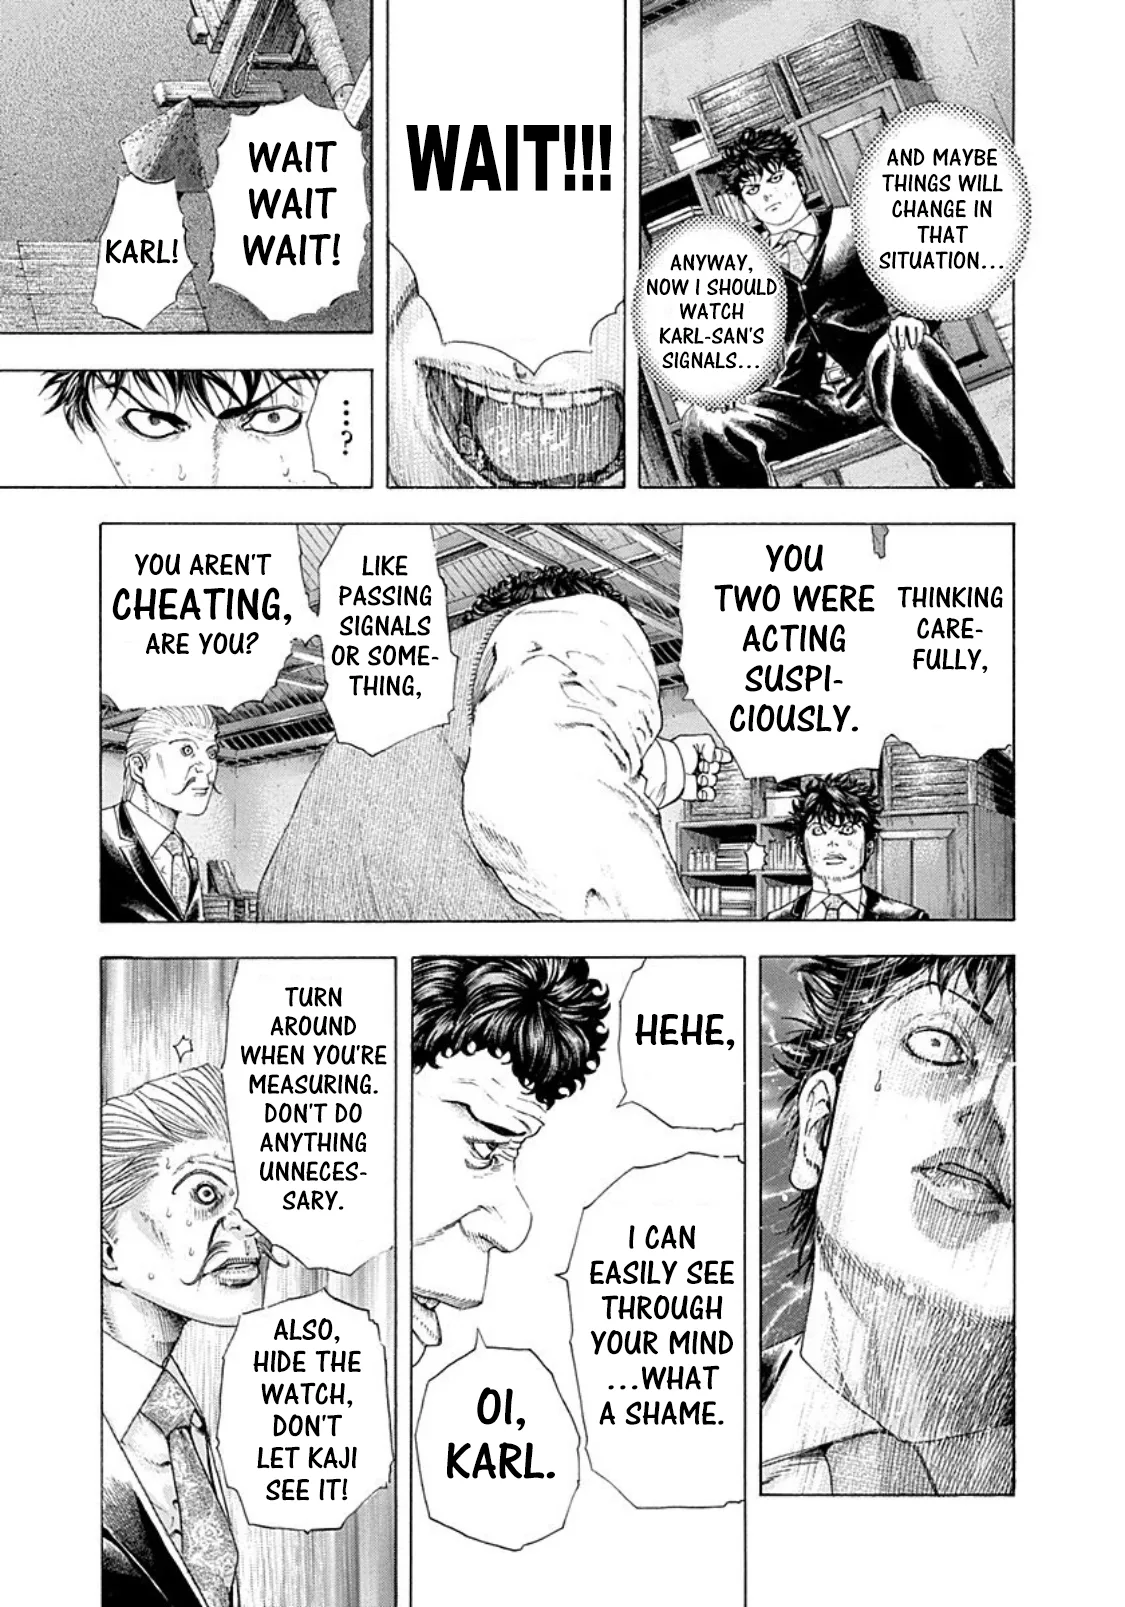 AND MAYBE
THINGS WILL
CHANGE IN
THAT
SITUATION...
ANYWAY,
NOW I SHOULD
WATCH
KARL-SAN'S
SIGNALS...
WAIT!!!
WAIT
WAIT
WAIT!
KARL!
...?
THINKING
CARE-
FULLY,
YOU
TWO WERE
ACTING
SUSPI-
CIOUSLY.
LIKE
PASSING
SIGNALS
OR SOME-
THING,
YOU AREN'T
CHEATING,
ARE YOU?
HEHE,
I CAN
EASILY SEE
THROUGH
YOUR MIND
...WHAT
A SHAME.
OI,
KARL.
TURN
AROUND
WHEN YOU'RE
MEASURING.
DON'T DO
ANYTHING
UNNECES-
SARY.
ALSO,
HIDE THE
WATCH,
DON'T
LET KAJI
SEE IT!